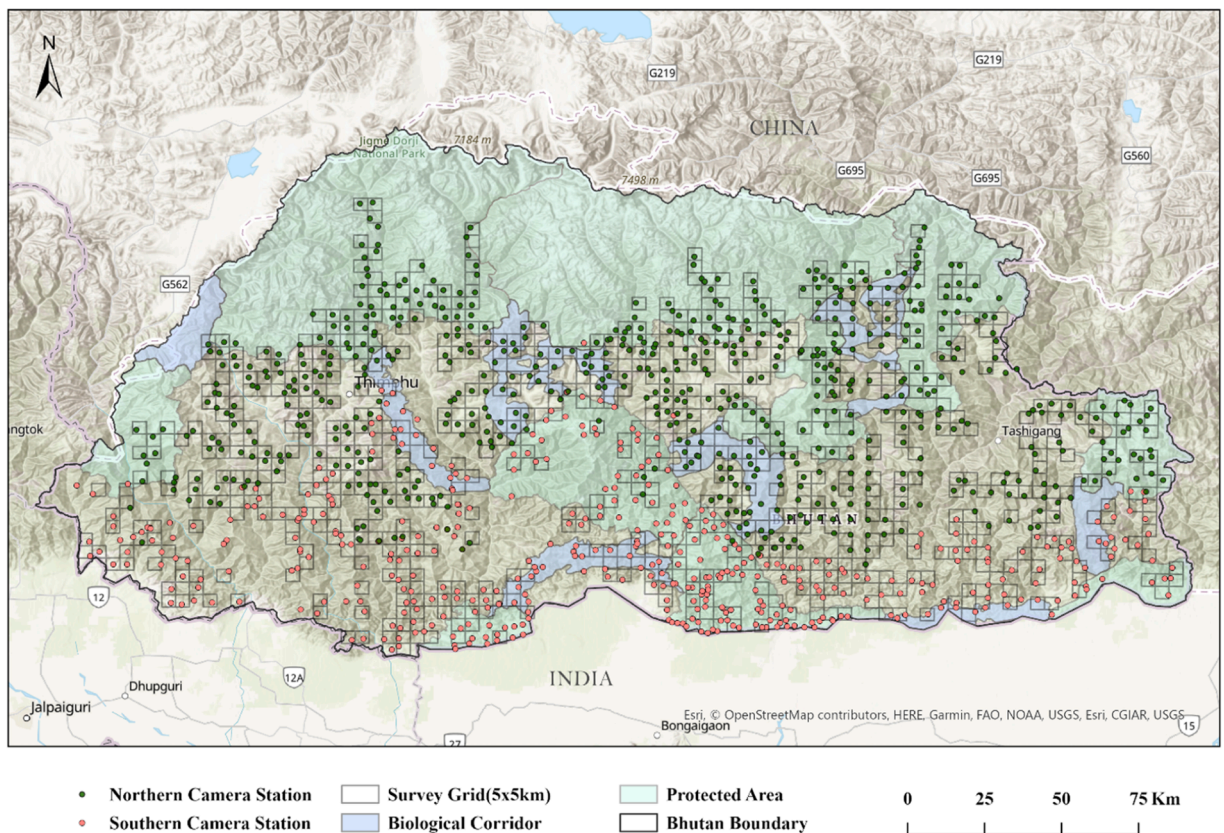 N
G219
G219
CHINA
Jigme Dorji
National Park
7184 m
G560
G695
7498 m
G695
G562
Thimphu
angtok
Tashigang
BHUTAN
12
INDIA
12A
Dhupguri
Jalpaiguri
Esri, © OpenStreetMap contributors, HERE, Garmin, FAO, NOAA, USGS, Esri, CGIAR, USGS
Bongaigaon
15
27
Northern Camera Station
Survey Grid(5x5km)
Protected Area
0 25 50 75 Km
Southern Camera Station
Biological Corridor
Bhutan Boundary